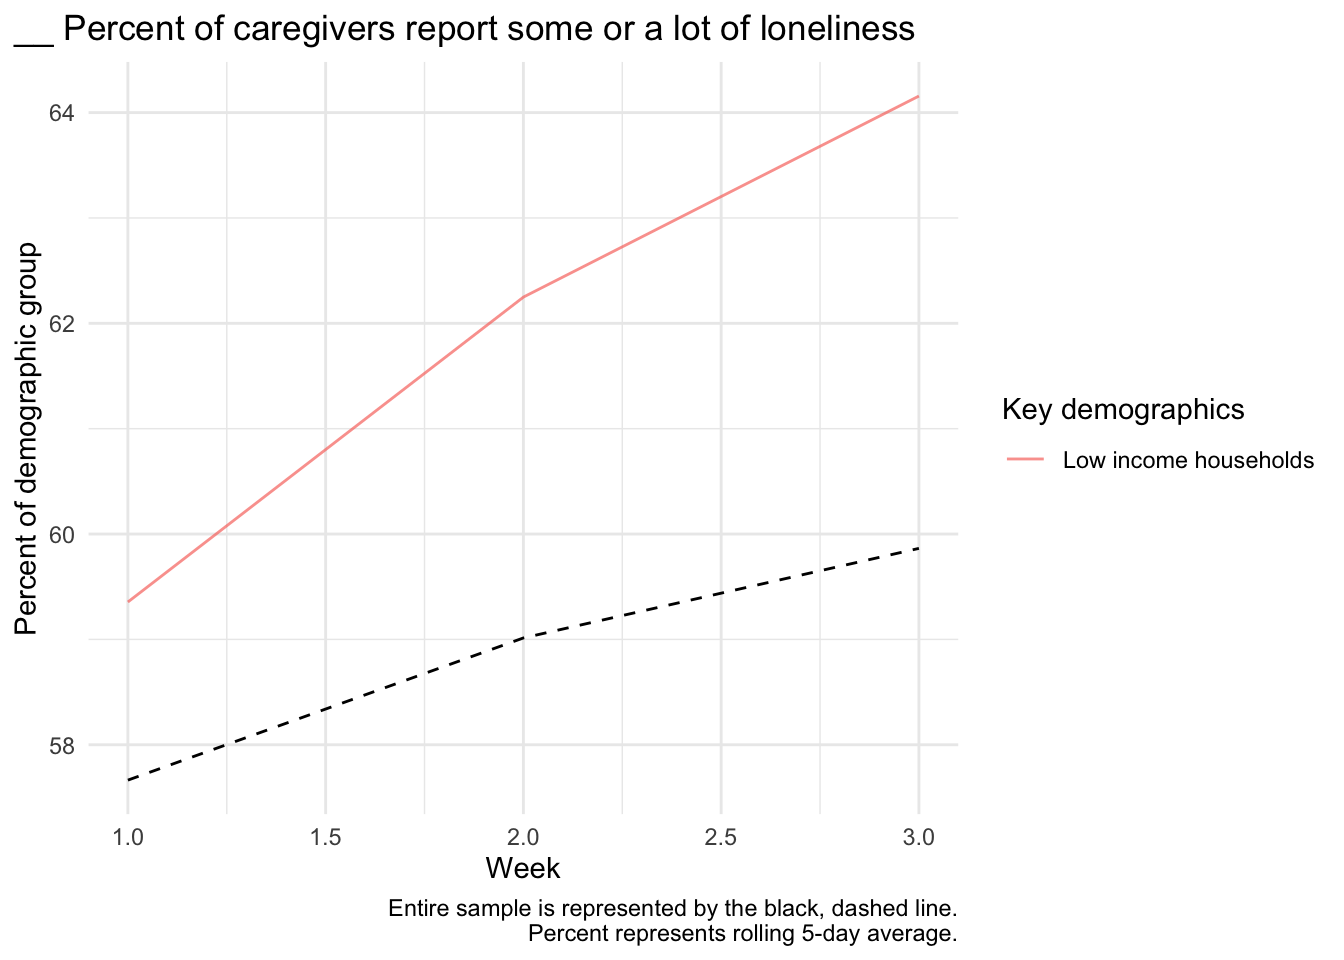 __ Percent of caregivers report some or a lot of loneliness
Percent of demographic group
64
62
60
58
1.0 1.5 2.0 2.5 3.0
Week
Key demographics
Low income households
Entire sample is represented by the black, dashed line.
Percent represents rolling 5-day average.